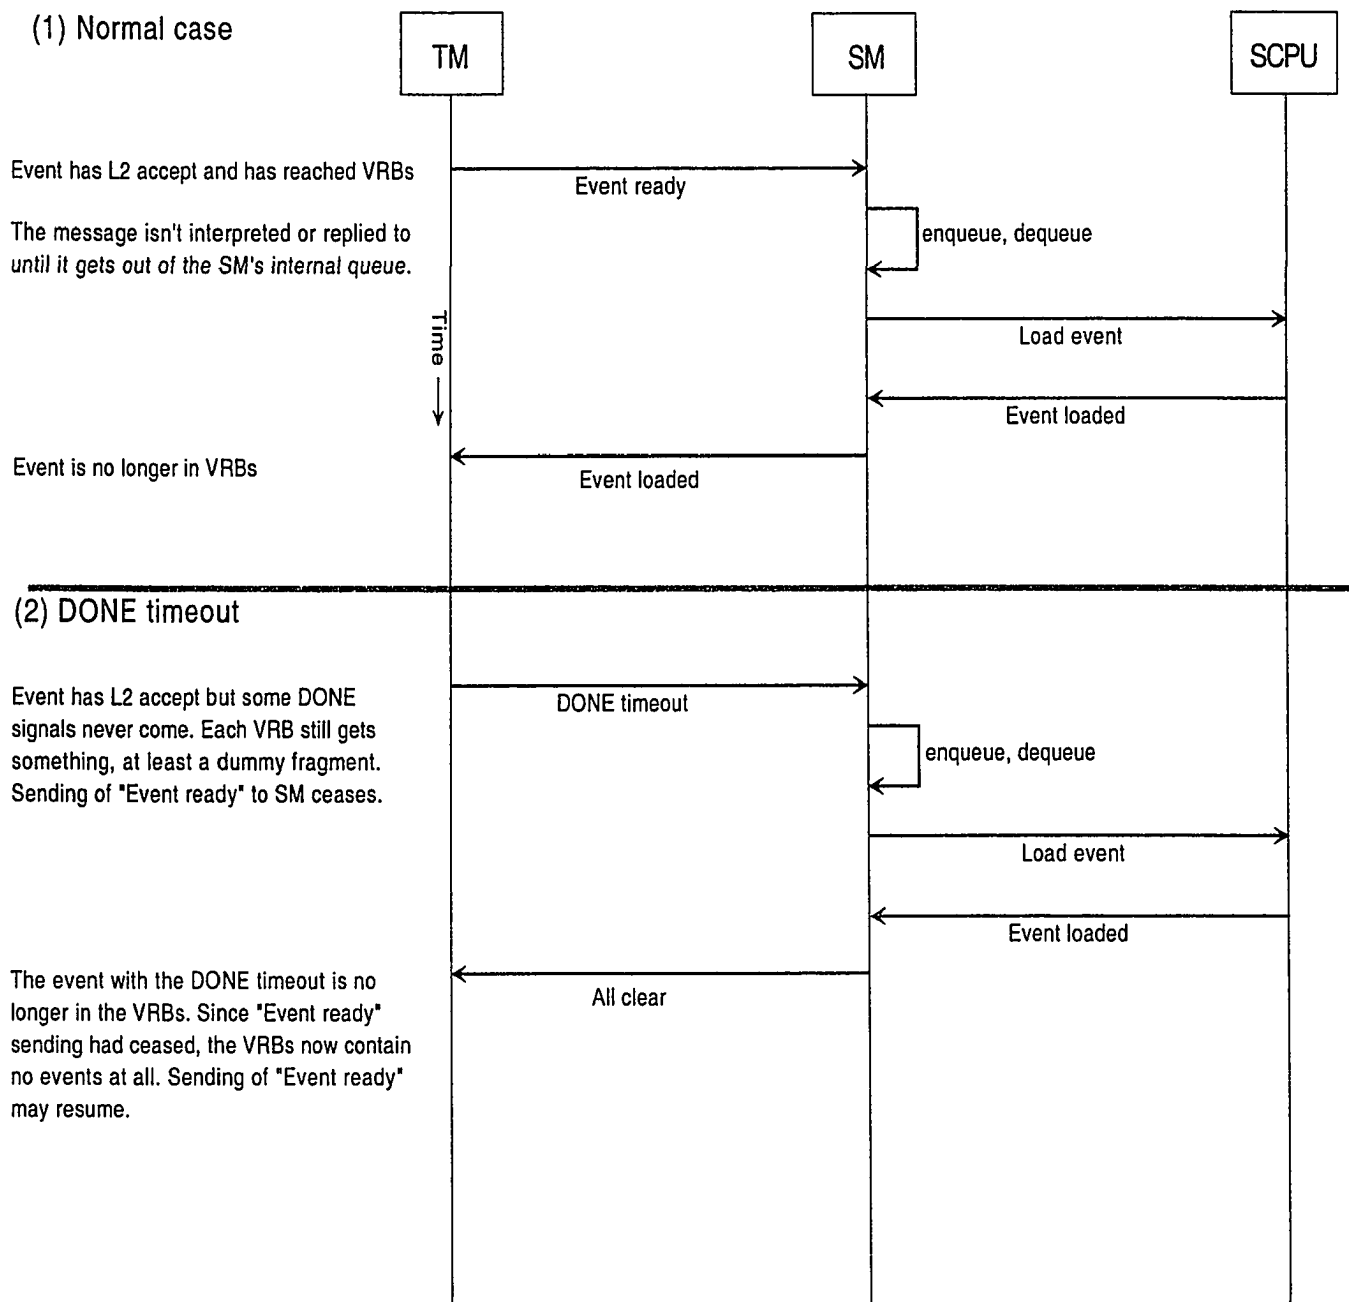 (1) Normal case
TM
SM
SCPU
Event has L2 accept and has reached VRBs
Event ready
The message isn't interpreted or replied to
until it gets out of the SM's internal queue.
enqueue, dequeue
Time
Load event
Event loaded
Event is no longer in VRBs
Event loaded
(2) DONE timeout
Event has L2 accept but some DONE
signals never come. Each VRB still gets
something, at least a dummy fragment.
Sending of "Event ready" to SM ceases.
DONE timeout
enqueue, dequeue
Load event
Event loaded
The event with the DONE timeout is no
longer in the VRBs. Since "Event ready"
sending had ceased, the VRBs now contain
no events at all. Sending of "Event ready"
may resume.
All clear